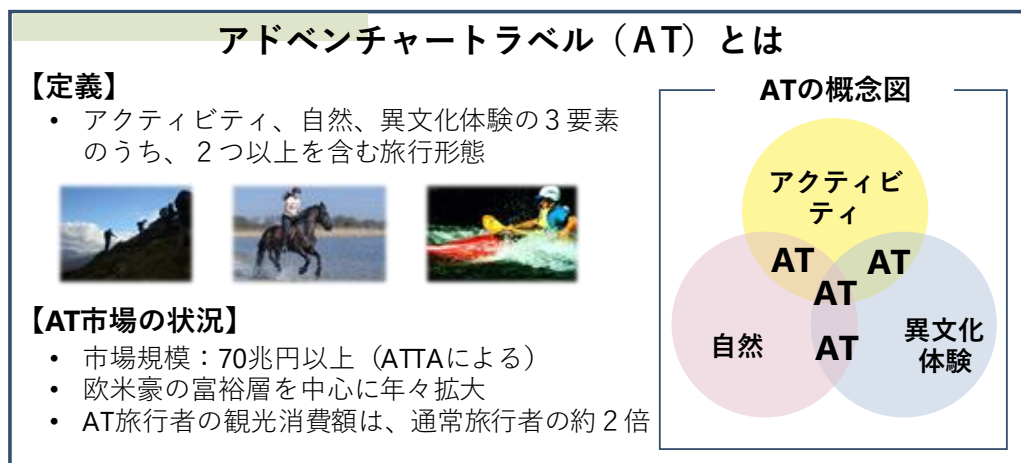 アドベンチャートラベル（AT）とは
【定義】
• アクティビティ、自然、異文化体験の３要素
のうち、２つ以上を含む旅行形態
【AT市場の状況】
• 市場規模：70兆円以上（ATTAによる）
• 欧米豪の富裕層を中心に年々拡大
• AT旅行者の観光消費額は、通常旅行者の約２倍
ATの概念図
アクティビ
ティ
AT
AT
AT
自然
AT
異文化
体験